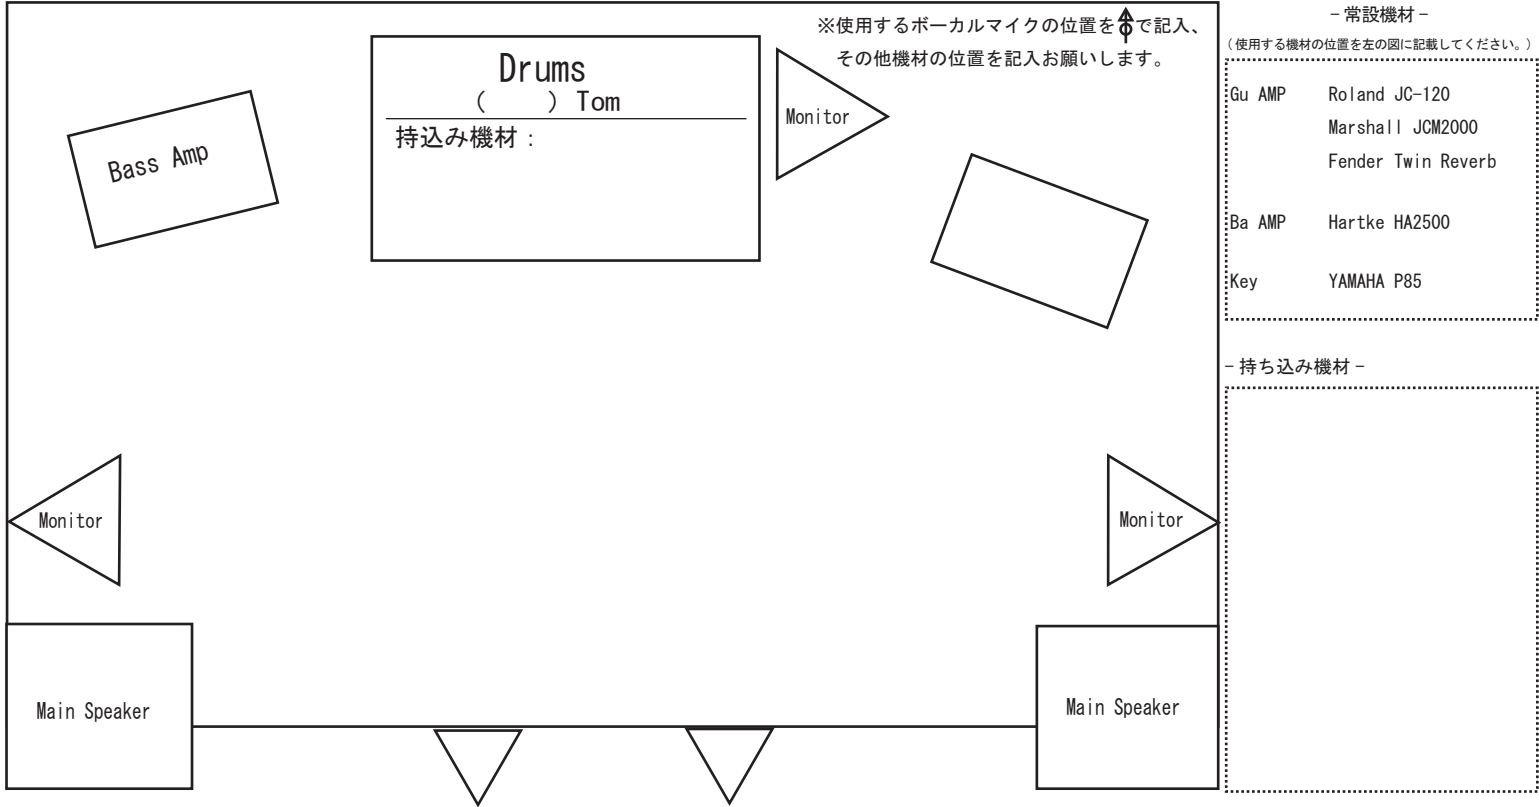 ※使用するボーカルマイクの位置をで記入、
その他機材の位置を記入お願いします。
Drums
(　　) Tom
持込み機材：
Bass Amp
Monitor
Monitor
Monitor
Main Speaker
Main Speaker
－常設機材－
（使用する機材の位置を左の図に記載してください。）
Gu AMP Roland JC-120
Marshall JCM2000
Fender Twin Reverb
Ba AMP Hartke HA2500
Key YAMAHA P85
－持ち込み機材－